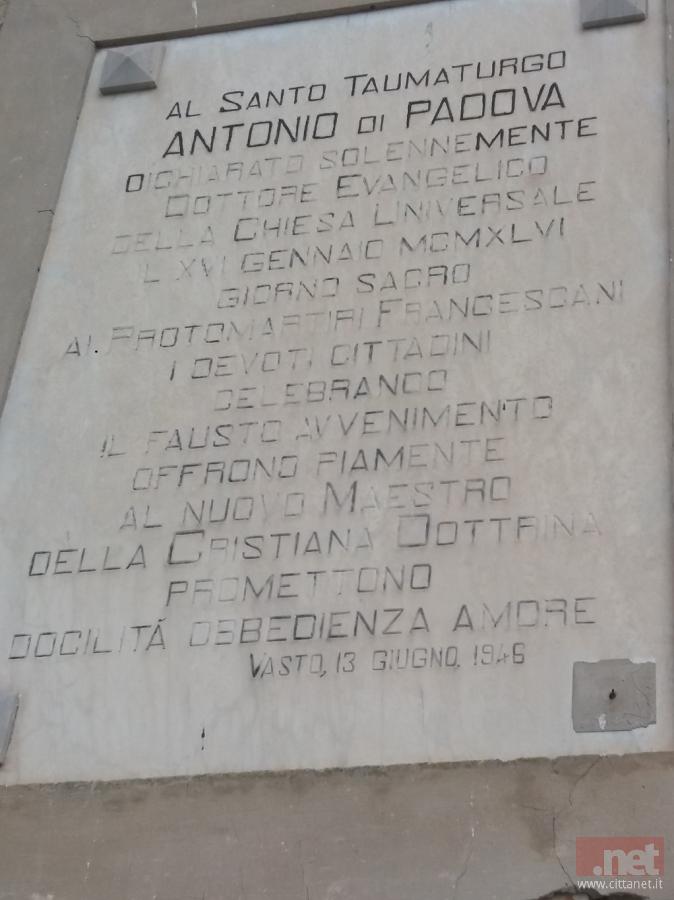 AL SANTO TAUMATURGO
ANTONIO DI PADOVA
DICHIARATO SOLENNEMENTE
DOTTORE EVANGELICO
DELLA CHIESA UNIVERSALE
IL XVI GENNAIO MCMXLVI
GIORNO SACRO
AI PROTOMARTIRI FRANCESCANI
I DEVOTI CITTADINI
CELEBRANDO
IL FAUSTO AVVENIMENTO
OFFRONO PIAMENTE
AL NUOVO MAESTRO
DELLA CRISTIANA DOTTRINA
PROMETTONO
DOCILITÁ OBBEDIENZA AMORE
VASTO, 13 GIUGNO. 1946
.net
www.cittanet.it